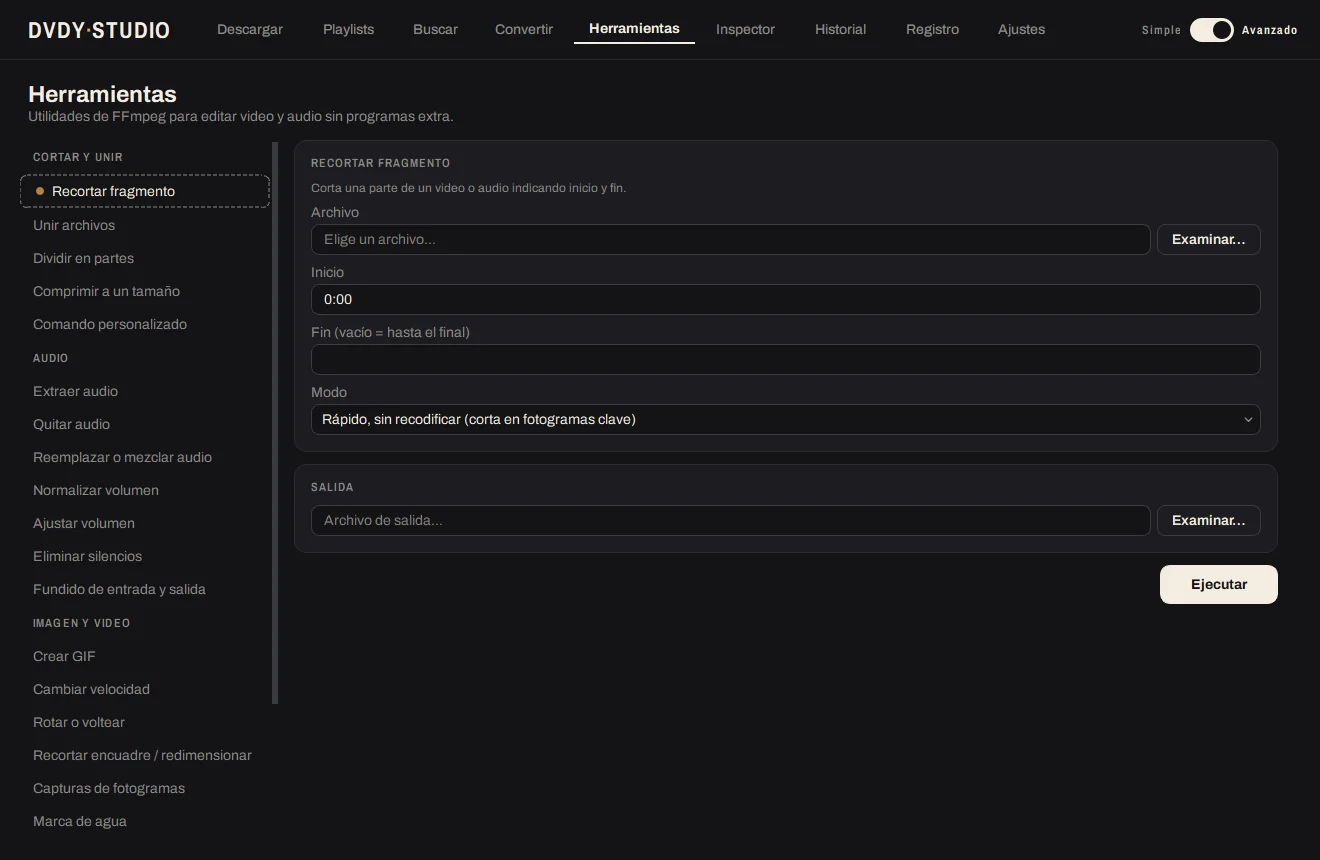 DVDY·STUDIO
Descargar
Playlists
Buscar
Convertir
Herramientas
Inspector
Historial
Registro
Ajustes
Simple
Avanzado
Herramientas
Utilidades de FFmpeg para editar video y audio sin programas extra.
CORTAR Y UNIR
Recortar fragmento
Unir archivos
Dividir en partes
Comprimir a un tamaño
Comando personalizado
AUDIO
Extraer audio
Quitar audio
Reemplazar o mezclar audio
Normalizar volumen
Ajustar volumen
Eliminar silencios
Fundido de entrada y salida
IMAGEN Y VIDEO
Crear GIF
Cambiar velocidad
Rotar o voltear
Recortar encuadre / redimensionar
Capturas de fotogramas
Marca de agua
RECORTAR FRAGMENTO
Corta una parte de un video o audio indicando inicio y fin.
Archivo
Elige un archivo...
Examinar...
Inicio
0:00
Fin (vacío = hasta el final)
Modo
Rápido, sin recodificar (corta en fotogramas clave)
SALIDA
Archivo de salida...
Examinar...
Ejecutar